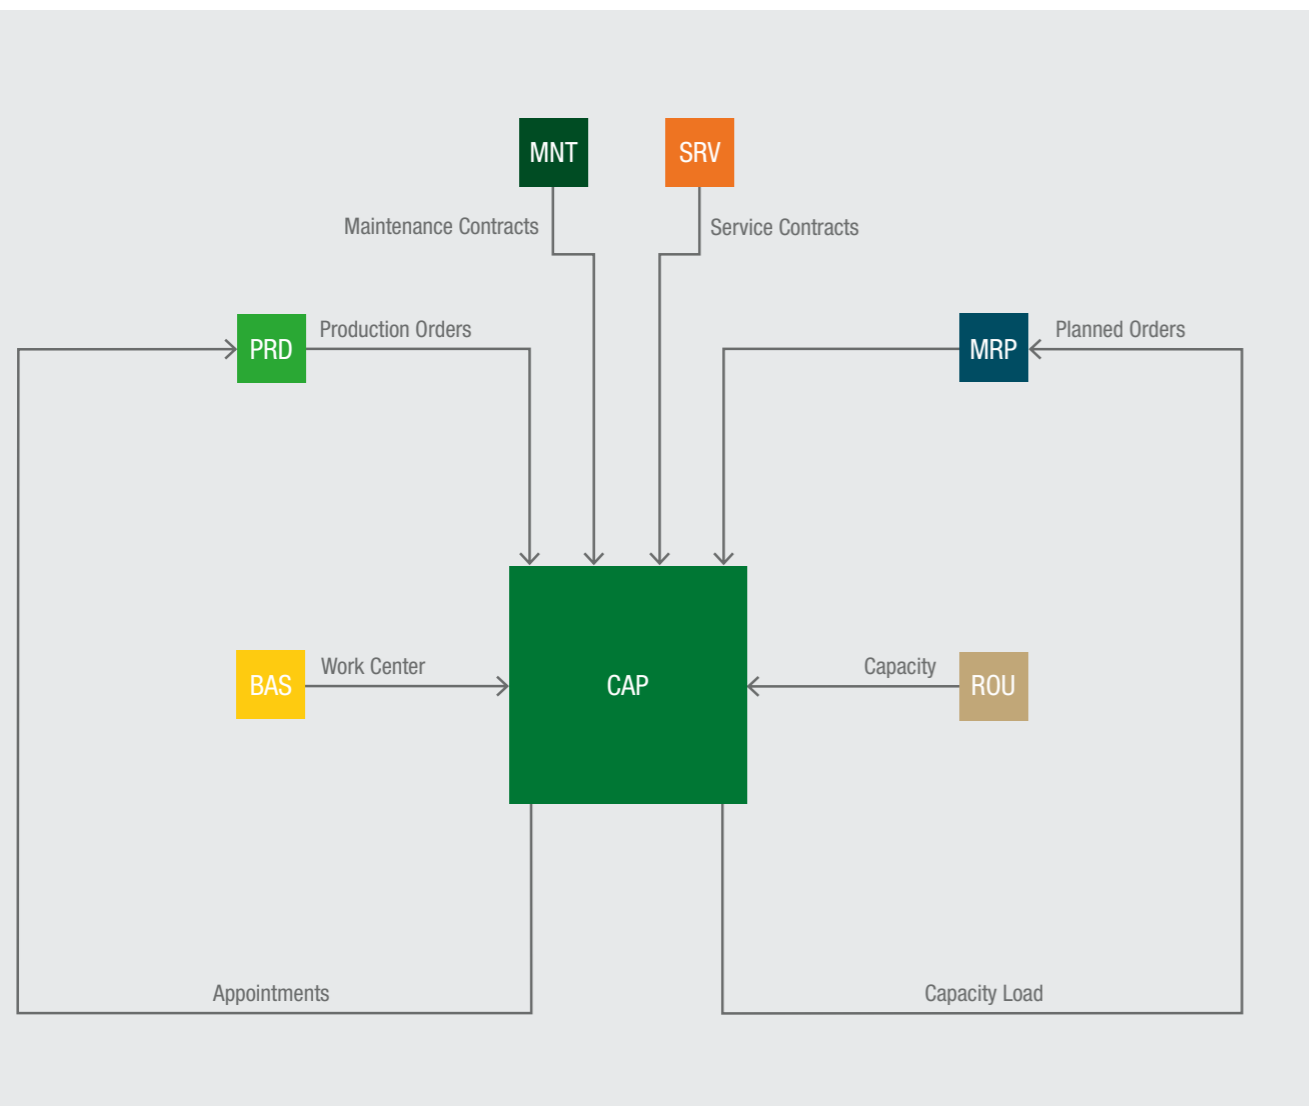 MNT
SRV
Maintenance Contracts
Service Contracts
PRD
Production Orders
MRP
Planned Orders
BAS
Work Center
CAP
Capacity
ROU
Appointments
Capacity Load